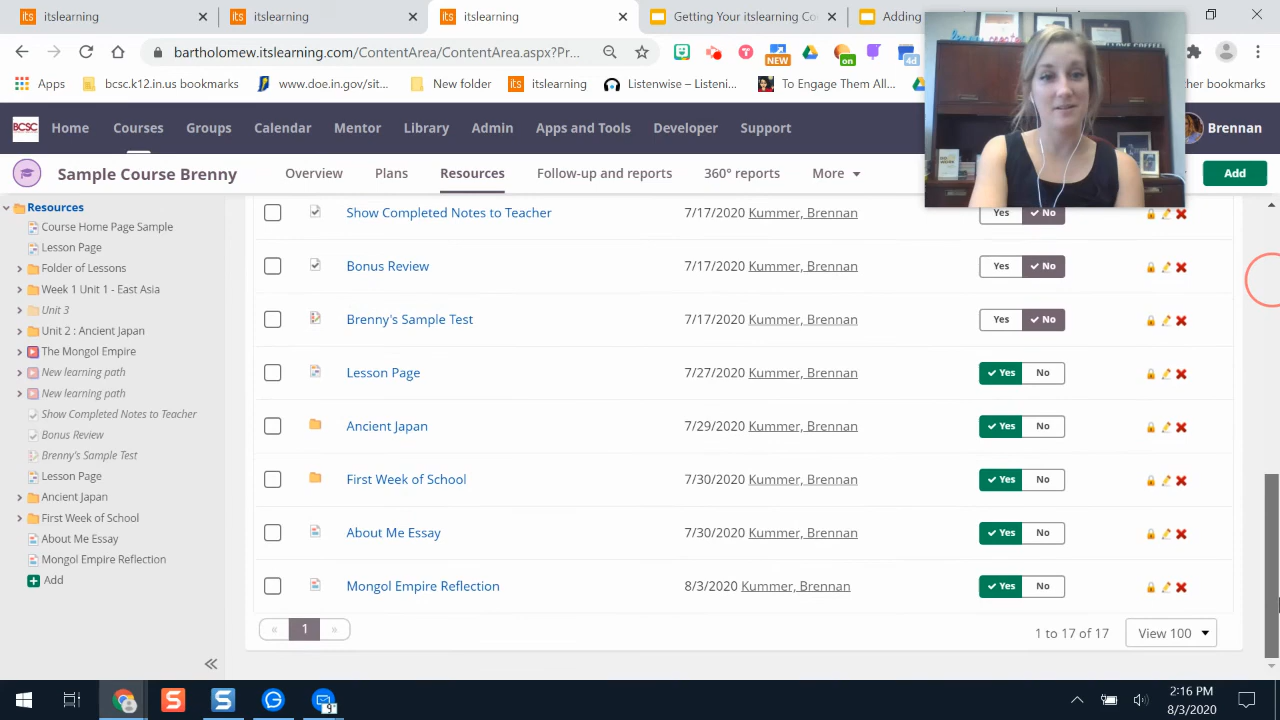 itslearning
itslearning
itslearning
Getting Your itslearning Co
Adding
bartholomew.itslearning.com/ContentArea/ContentArea.aspx?Pr...
NEW
on
4d
Apps
bcsc.k12.in.us bookmarks
www.doe.in.gov/sit...
New folder
itslearning
Listenwise – Listeni...
To Engage Them All...
her bookmarks
BCSC
Home
Courses
Groups
Calendar
Mentor
Library
Admin
Apps and Tools
Developer
Support
Brennan
Sample Course Brenny
Overview
Plans
Resources
Follow-up and reports
360° reports
More
Add
Resources
Course Home Page Sample
Lesson Page
Folder of Lessons
Week 1 Unit 1 - East Asia
Unit 3
Unit 2 : Ancient Japan
The Mongol Empire
New learning path
New learning path
Show Completed Notes to Teacher
Bonus Review
Brenny's Sample Test
Lesson Page
Ancient Japan
First Week of School
About Me Essay
Mongol Empire Reflection
Add
Show Completed Notes to Teacher 7/17/2020 Kummer, Brennan Yes No
Bonus Review 7/17/2020 Kummer, Brennan Yes No
Brenny's Sample Test 7/17/2020 Kummer, Brennan Yes No
Lesson Page 7/27/2020 Kummer, Brennan Yes No
Ancient Japan 7/29/2020 Kummer, Brennan Yes No
First Week of School 7/30/2020 Kummer, Brennan Yes No
About Me Essay 7/30/2020 Kummer, Brennan Yes No
Mongol Empire Reflection 8/3/2020 Kummer, Brennan Yes No
« 1 »
1 to 17 of 17
View 100
2:16 PM
8/3/2020